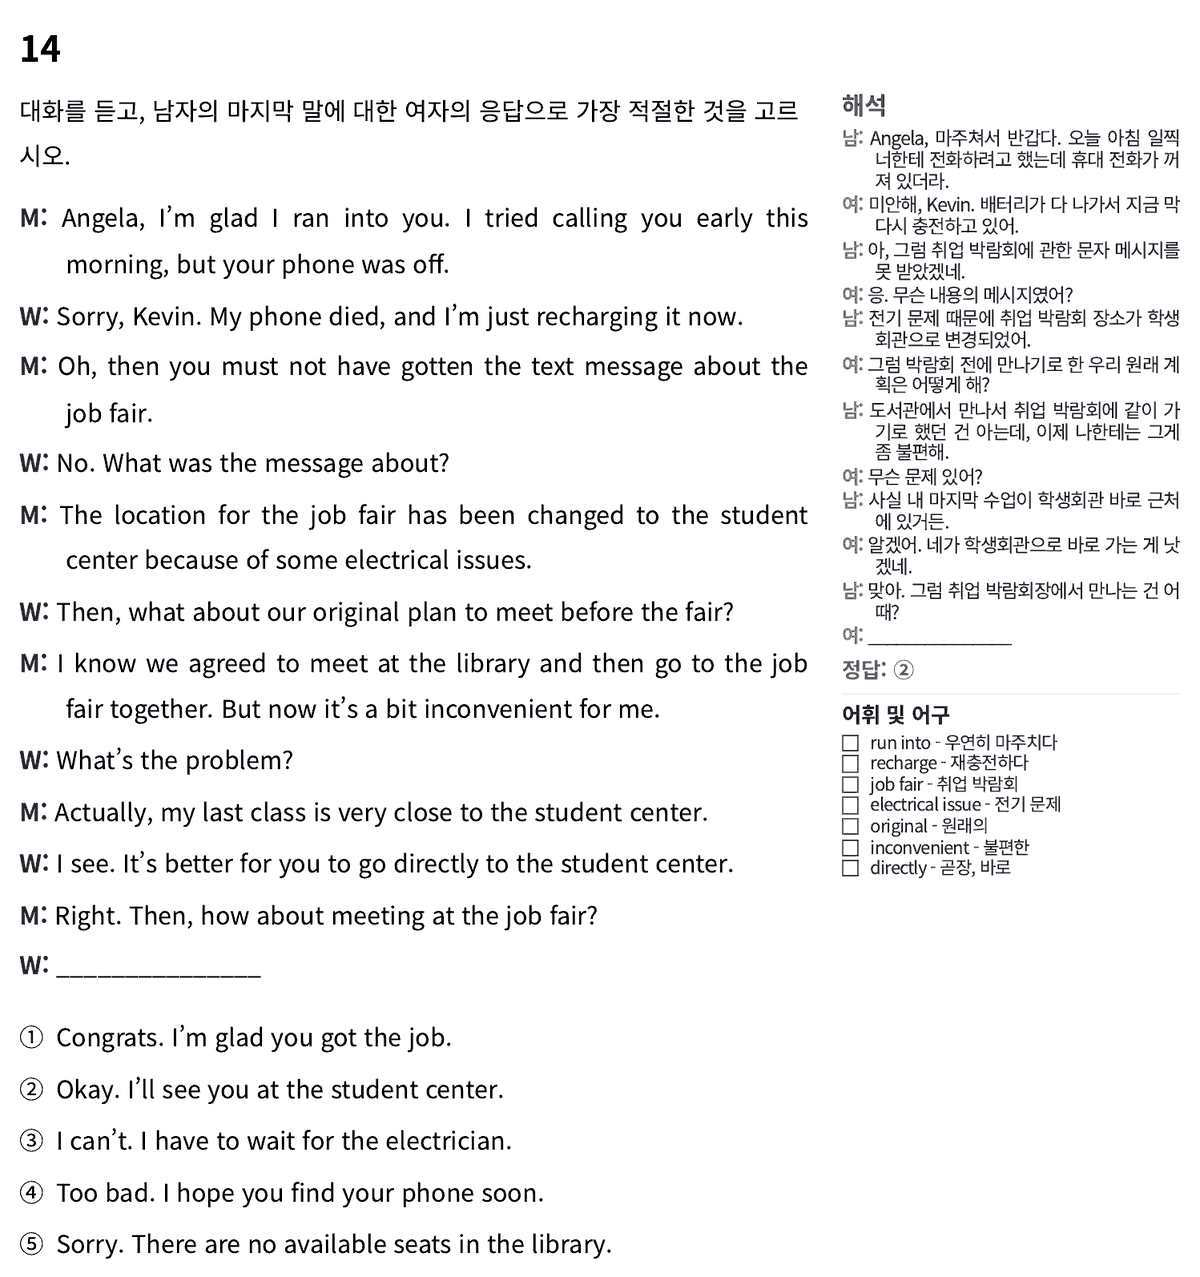 14
대화를 듣고, 남자의 마지막 말에 대한 여자의 응답으로 가장 적절한 것을 고르
시오.
M: Angela, I’m glad I ran into you. I tried calling you early this
morning, but your phone was off.
W: Sorry, Kevin. My phone died, and I’m just recharging it now.
M: Oh, then you must not have gotten the text message about the
job fair.
W: No. What was the message about?
M: The location for the job fair has been changed to the student
center because of some electrical issues.
W: Then, what about our original plan to meet before the fair?
M: I know we agreed to meet at the library and then go to the job
fair together. But now it’s a bit inconvenient for me.
W: What’s the problem?
M: Actually, my last class is very close to the student center.
W: I see. It’s better for you to go directly to the student center.
M: Right. Then, how about meeting at the job fair?
W: _______________
① Congrats. I’m glad you got the job.
② Okay. I’ll see you at the student center.
③ I can’t. I have to wait for the electrician.
④ Too bad. I hope you find your phone soon.
⑤ Sorry. There are no available seats in the library.
해석
남: Angela, 마주쳐서 반갑다. 오늘 아침 일찍
너한테 전화하려고 했는데 휴대 전화가 꺼
져 있더라.
여: 미안해, Kevin. 배터리가 다 나가서 지금 막
다시 충전하고 있어.
남: 아, 그럼 취업 박람회에 관한 문자 메시지를
못 받았겠네.
여: 응. 무슨 내용의 메시지였어?
남: 전기 문제 때문에 취업 박람회 장소가 학생
회관으로 변경되었어.
여: 그럼 박람회 전에 만나기로 한 우리 원래 계
획은 어떻게 해?
남: 도서관에서 만나서 취업 박람회에 같이 가
기로 했던 건 아는데, 이제 나한테는 그게
좀 불편해.
여: 무슨 문제 있어?
남: 사실 내 마지막 수업이 학생회관 바로 근처
에 있거든.
여: 알겠어. 네가 학생회관으로 바로 가는 게 낫
겠네.
남: 맞아. 그럼 취업 박람회장에서 만나는 건 어
때?
여: _______________
정답: ②
어휘 및 어구
□ run into - 우연히 마주치다
□ recharge - 재충전하다
□ job fair - 취업 박람회
□ electrical issue - 전기 문제
□ original - 원래의
□ inconvenient - 불편한
□ directly - 곧장, 바로